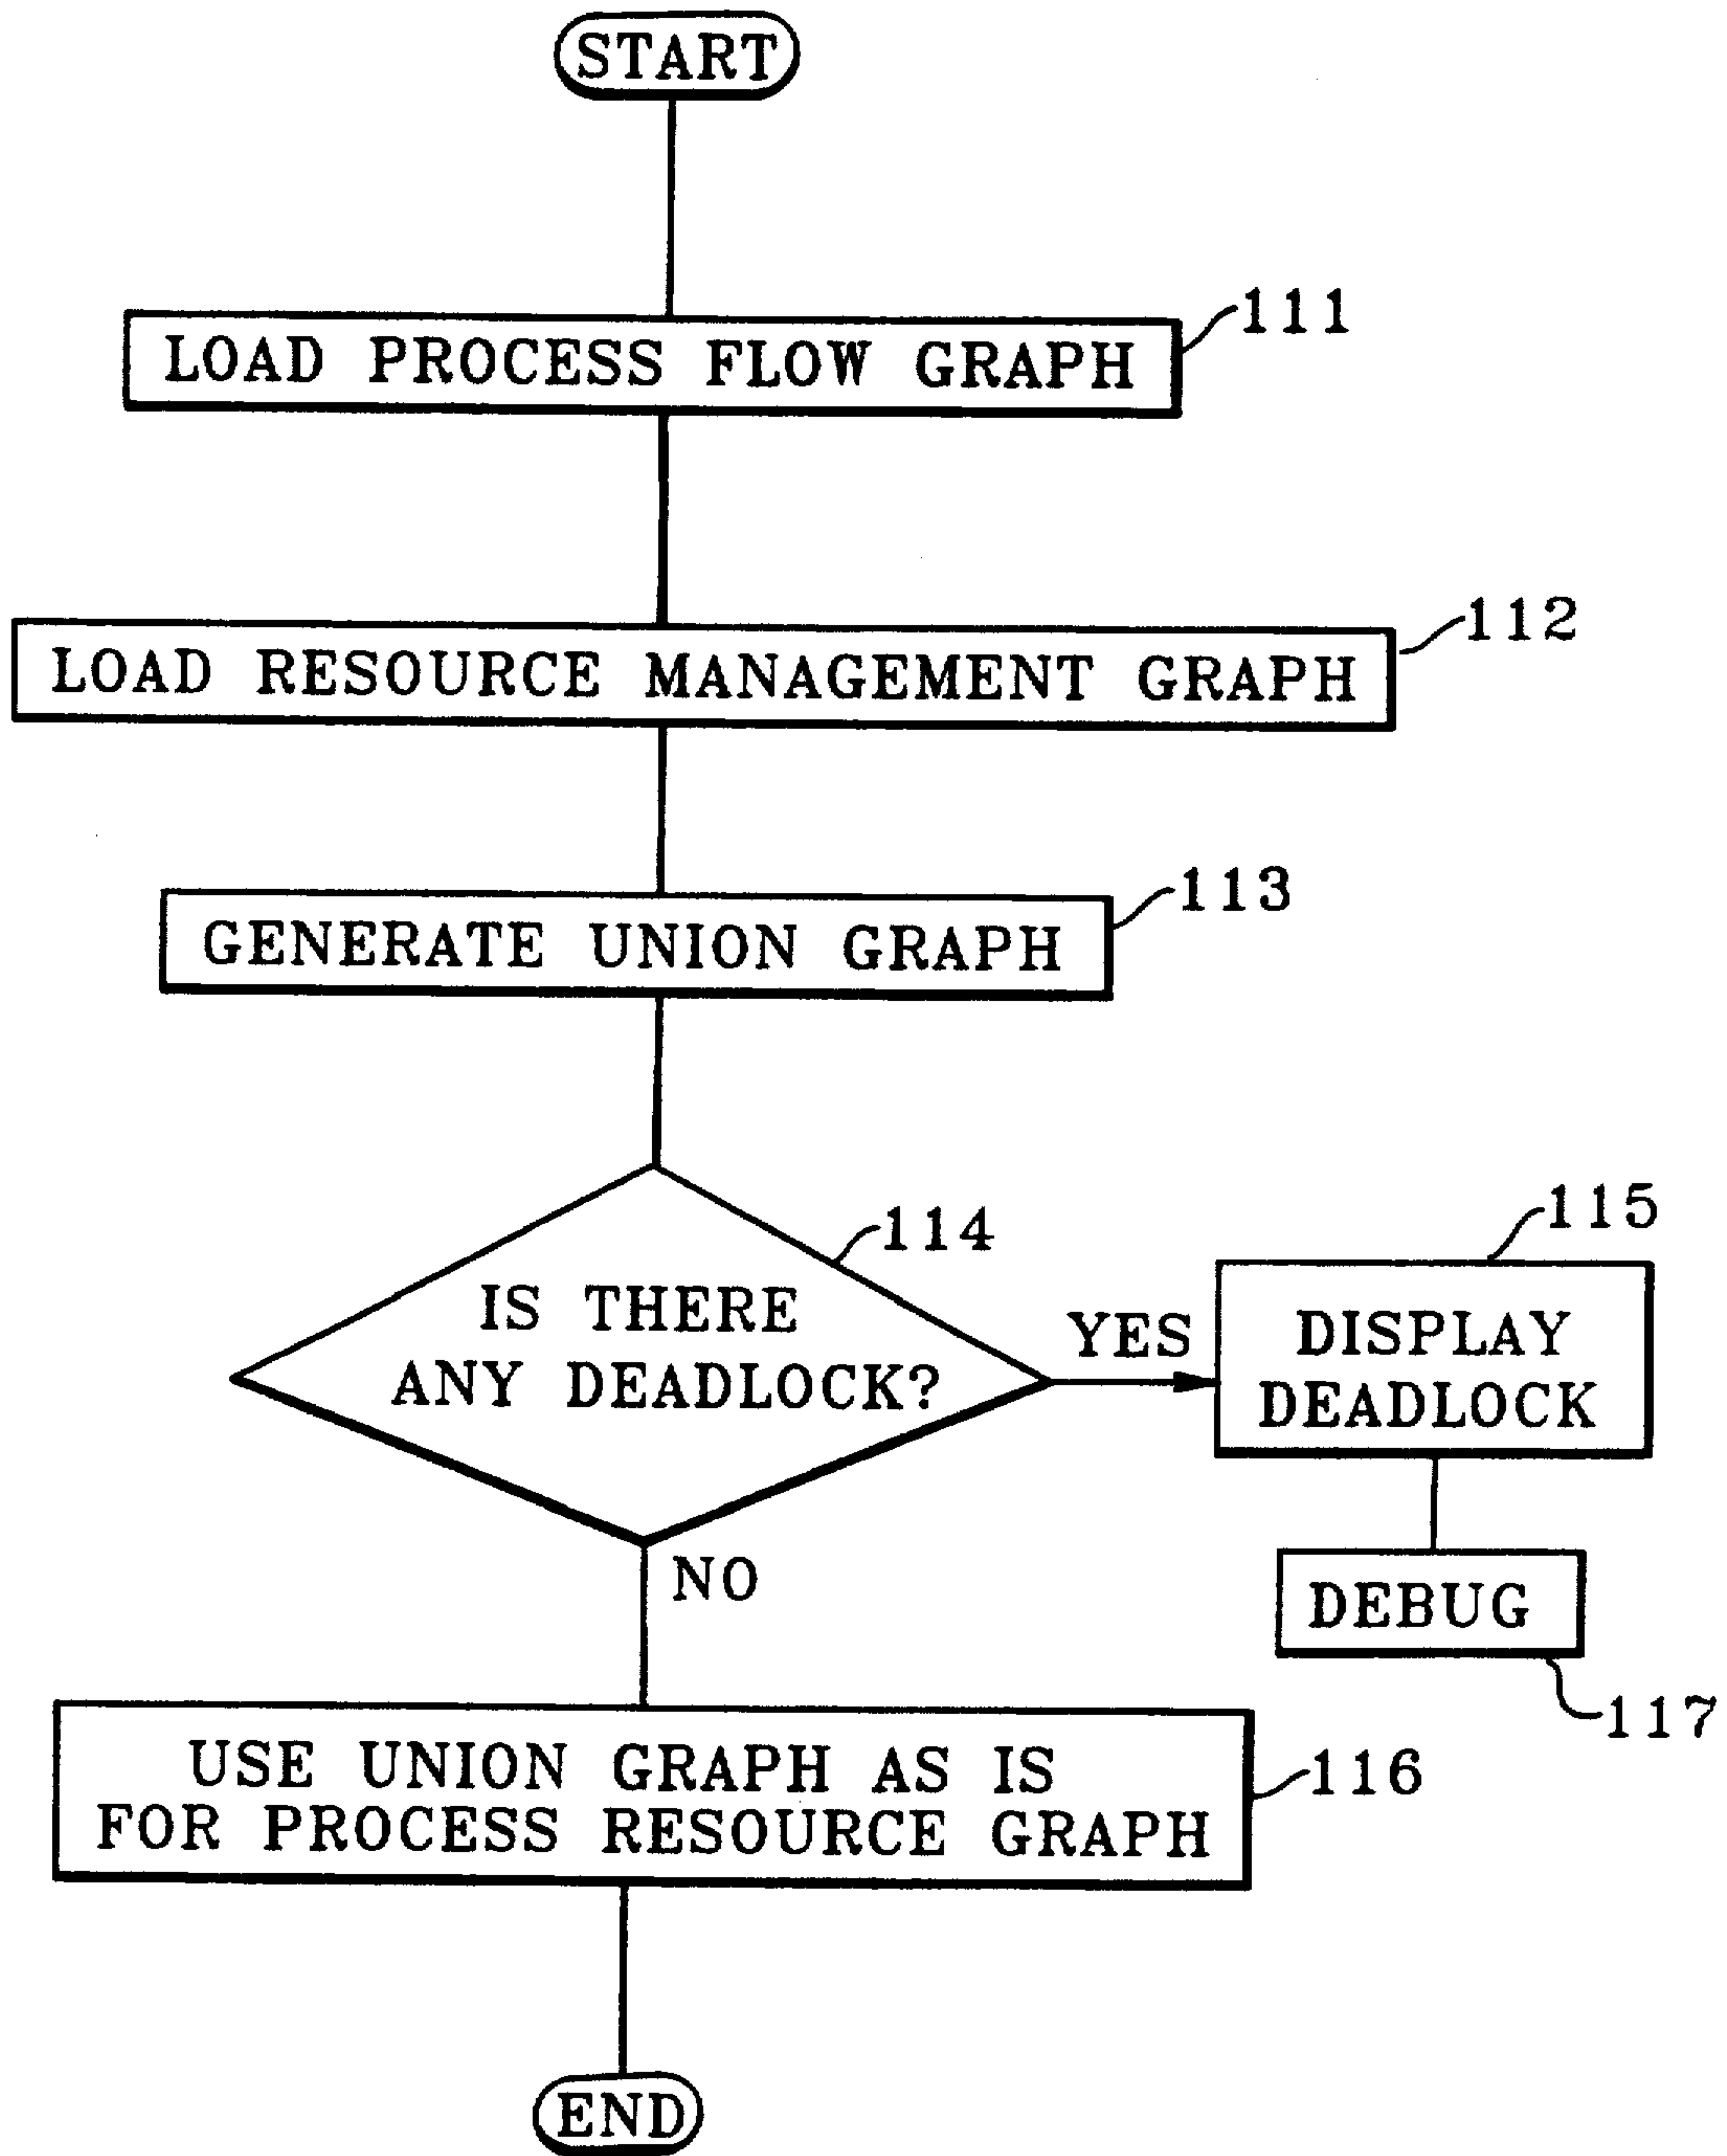 START
LOAD PROCESS FLOW GRAPH
111
LOAD RESOURCE MANAGEMENT GRAPH
112
GENERATE UNION GRAPH
113
114
IS THERE
ANY DEADLOCK?
YES
115
DISPLAY
DEADLOCK
NO
DEBUG
117
USE UNION GRAPH AS IS
FOR PROCESS RESOURCE GRAPH
116
END